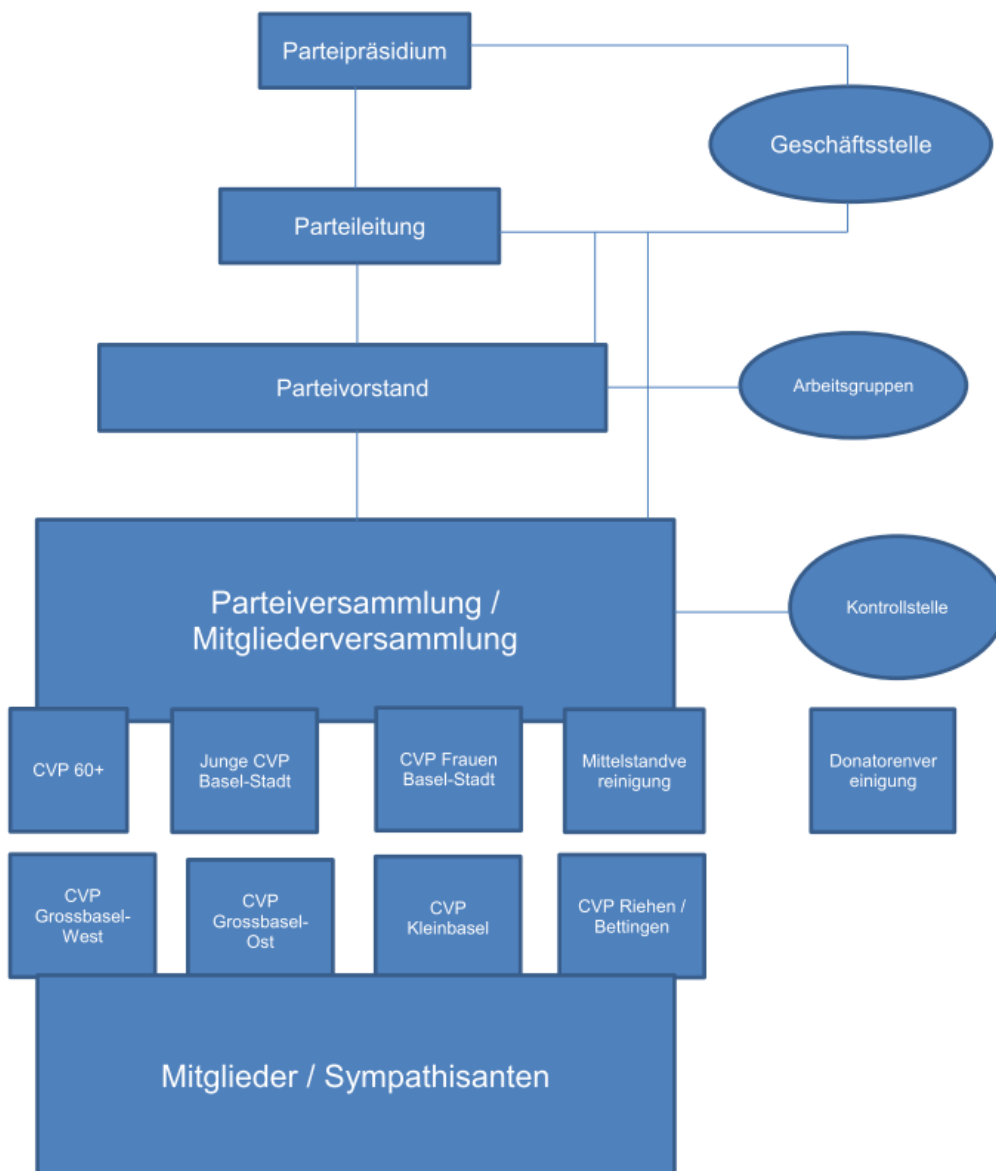 Parteipräsidium
Geschäftsstelle
Parteileitung
Parteivorstand
Arbeitsgruppen
Parteiversammlung /
Mitgliederversammlung
Kontrollstelle
CVP 60+
Junge CVP
Basel-Stadt
CVP Frauen
Basel-Stadt
Mittelstandve
reinigung
Donatorenver
einigung
CVP
Grossbasel-
West
CVP
Grossbasel-
Ost
CVP
Kleinbasel
CVP Riehen /
Bettingen
Mitglieder / Sympathisanten